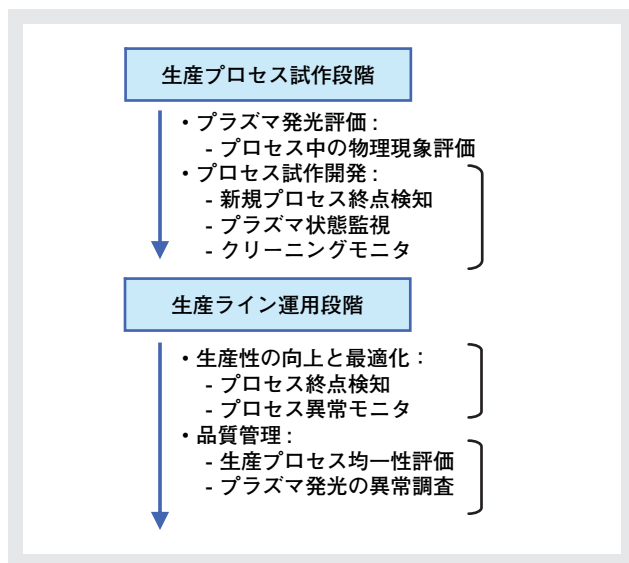 生産プロセス試作段階
・プラズマ発光評価：
- プロセス中の物理現象評価
・プロセス試作開発：
- 新規プロセス終点検知
- プラズマ状態監視
- クリーニングモニタ
生産ライン運用段階
・生産性の向上と最適化：
- プロセス終点検知
- プロセス異常モニタ
・品質管理：
- 生産プロセス均一性評価
- プラズマ発光の異常調査